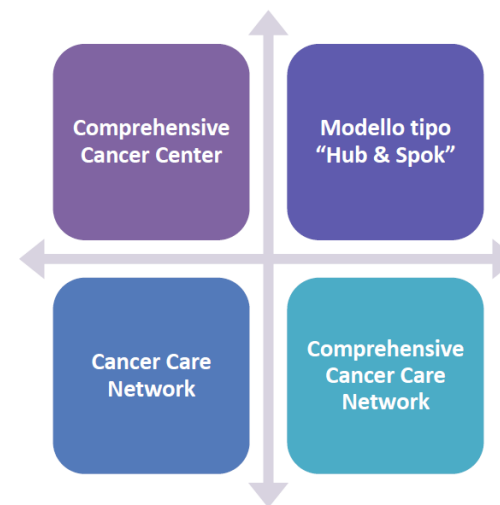 Comprehensive
Cancer Center
Modello tipo
“Hub & Spok”
Cancer Care
Network
Comprehensive
Cancer Care
Network